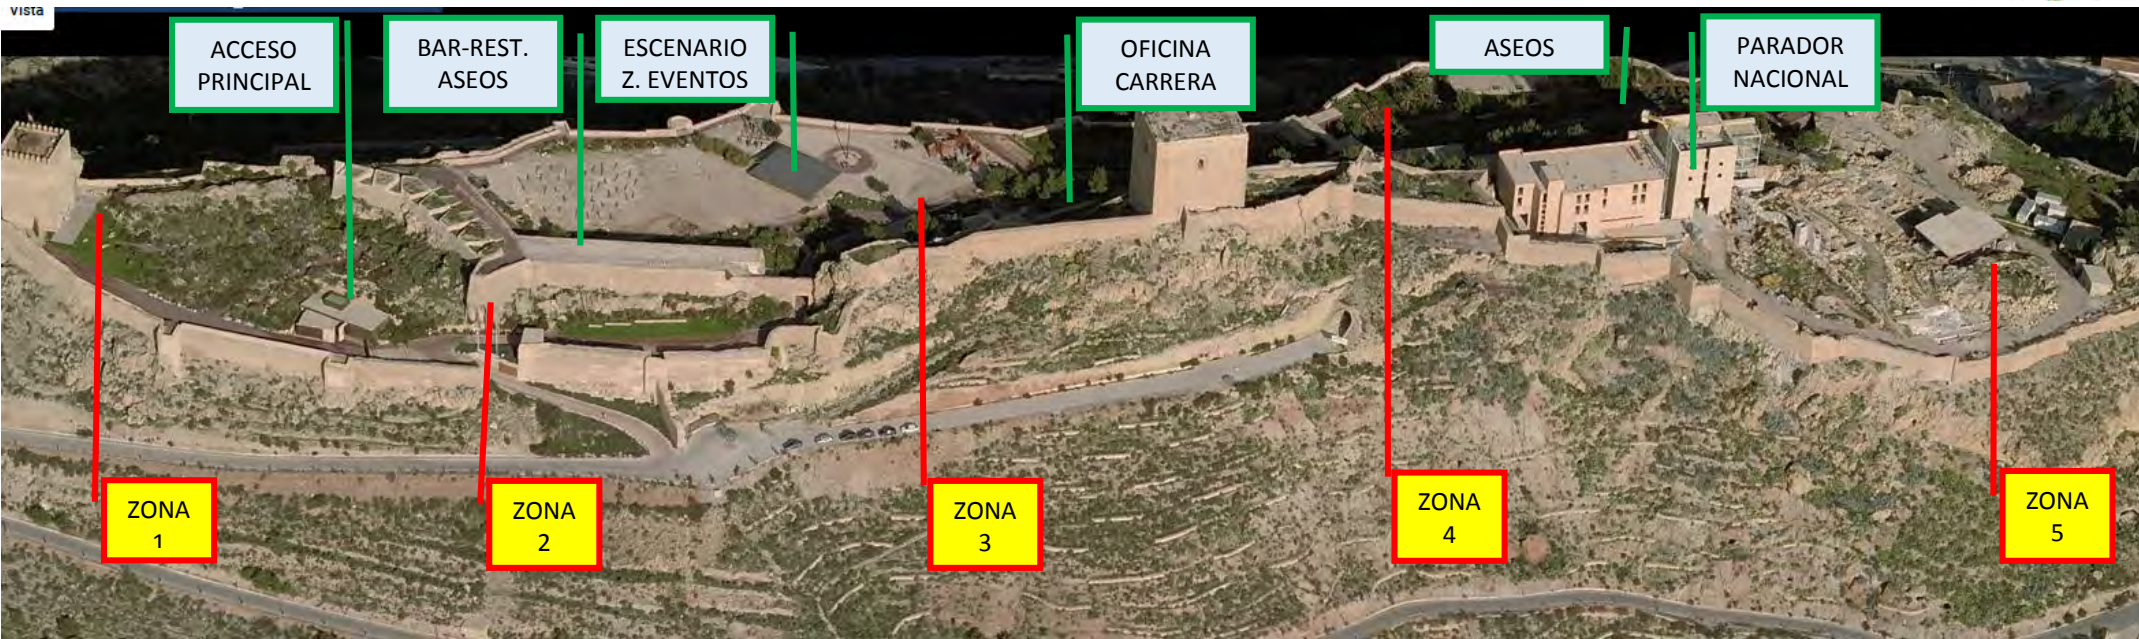 Vista
ACCESO
PRINCIPAL
BAR-REST.
ASEOS
ESCENARIO
Z. EVENTOS
OFICINA
CARRERA
ASEOS
PARADOR
NACIONAL
ZONA
1
ZONA
2
ZONA
3
ZONA
4
ZONA
5